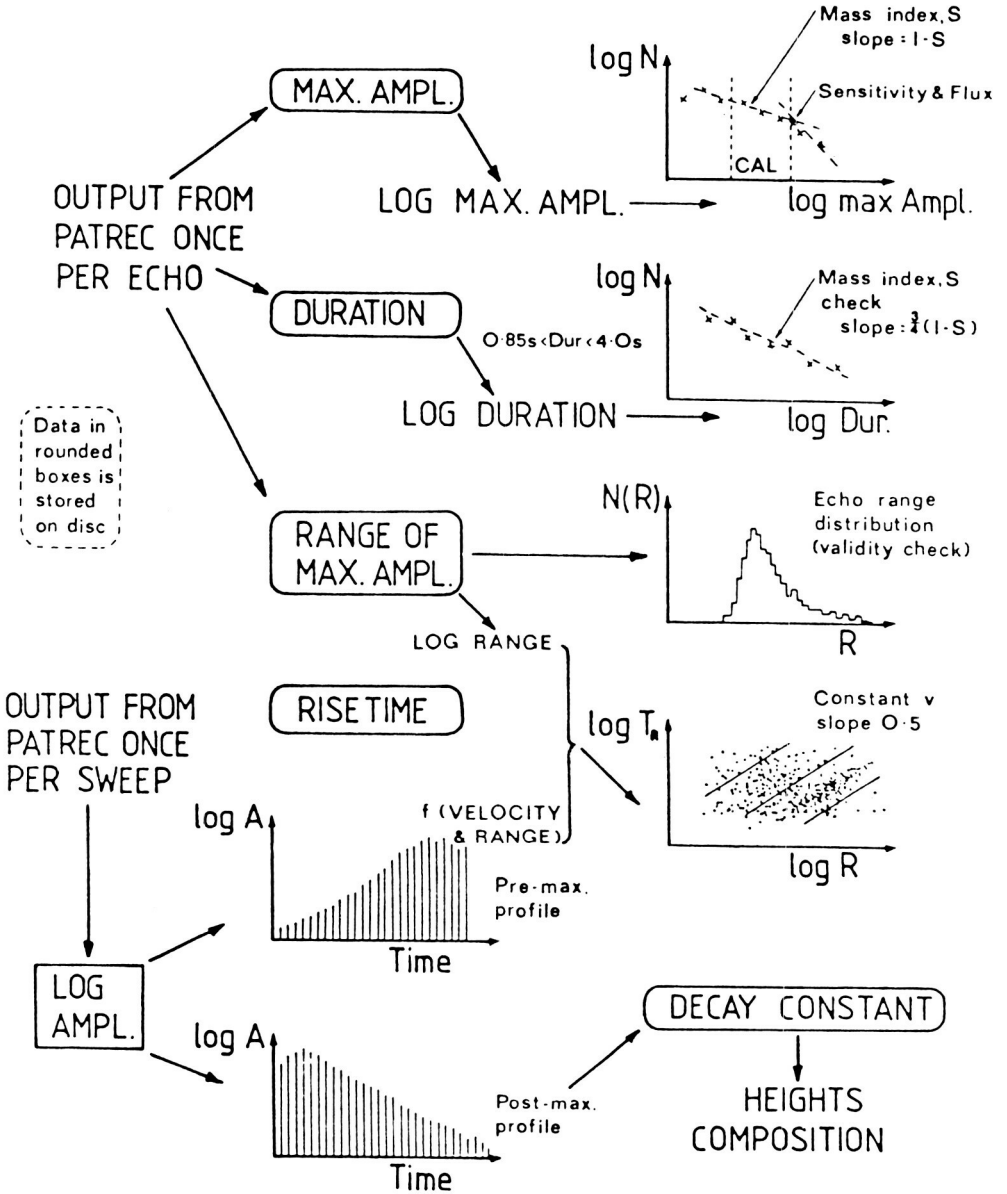 Mass index, S
slope = 1-S
log N
MAX. AMPL.
Sensitivity & Flux
CAL
OUTPUT FROM
PATREC ONCE
PER ECHO
LOG MAX. AMPL.
log max Ampl.
log N
Mass index, S
check
slope = 3/4 (1-S)
DURATION
0·85s < Dur < 4·0s
LOG DURATION
log Dur.
Data in
rounded
boxes is
stored
on disc
N(R)
Echo range
distribution
(validity check)
RANGE OF
MAX. AMPL.
R
LOG RANGE
OUTPUT FROM
PATREC ONCE
PER SWEEP
RISETIME
Constant v
slope 0·5
log T_R
f (VELOCITY
& RANGE)
log A
log R
Pre-max.
profile
Time
LOG
AMPL.
DECAY CONSTANT
log A
Post-max.
profile
HEIGHTS
COMPOSITION
Time